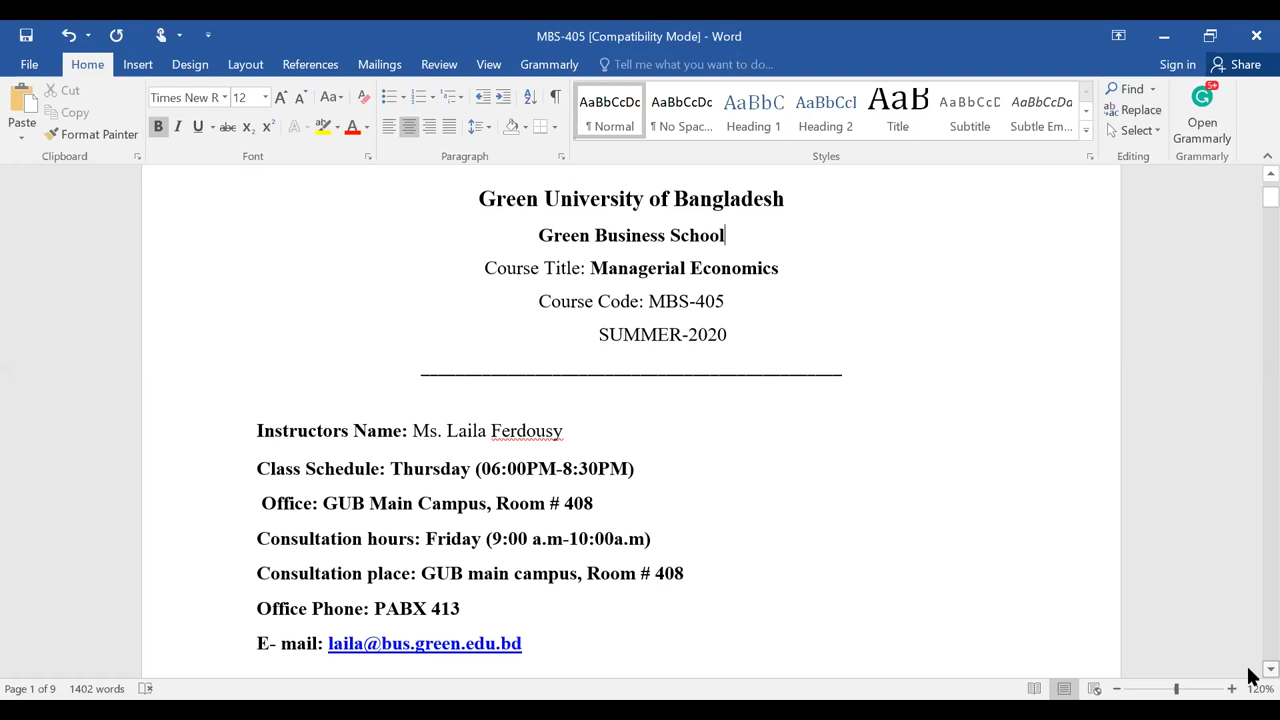 MBS-405 [Compatibility Mode] - Word
File Home Insert Design Layout References Mailings Review View Grammarly Tell me what you want to do... Sign in Share
Paste
Cut
Copy
Format Painter
Clipboard
Times New R 12
Font
Paragraph
AaBbCcDc AaBbCcDc AaBbC AaBbCcl AaB AaBbCcD AaBbCcDa
¶ Normal ¶ No Spac... Heading 1 Heading 2 Title Subtitle Subtle Em...
Styles
Find
Replace
Select
Editing
5+
Open
Grammarly
Grammarly
Green University of Bangladesh
Green Business School
Course Title: Managerial Economics
Course Code: MBS-405
SUMMER-2020
Instructors Name: Ms. Laila Ferdousy
Class Schedule: Thursday (06:00PM-8:30PM)
Office: GUB Main Campus, Room # 408
Consultation hours: Friday (9:00 a.m-10:00a.m)
Consultation place: GUB main campus, Room # 408
Office Phone: PABX 413
E- mail: laila@bus.green.edu.bd
Page 1 of 9 1402 words 120%